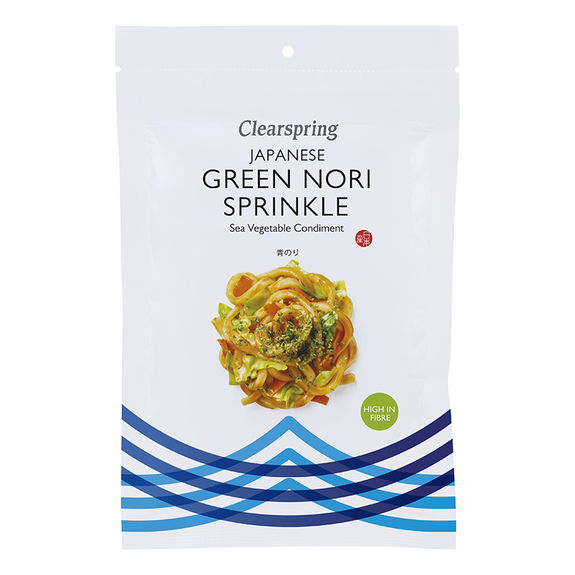 Clearspring
JAPANESE
GREEN NORI
SPRINKLE
Sea Vegetable Condiment
青のり
HIGH IN
FIBRE